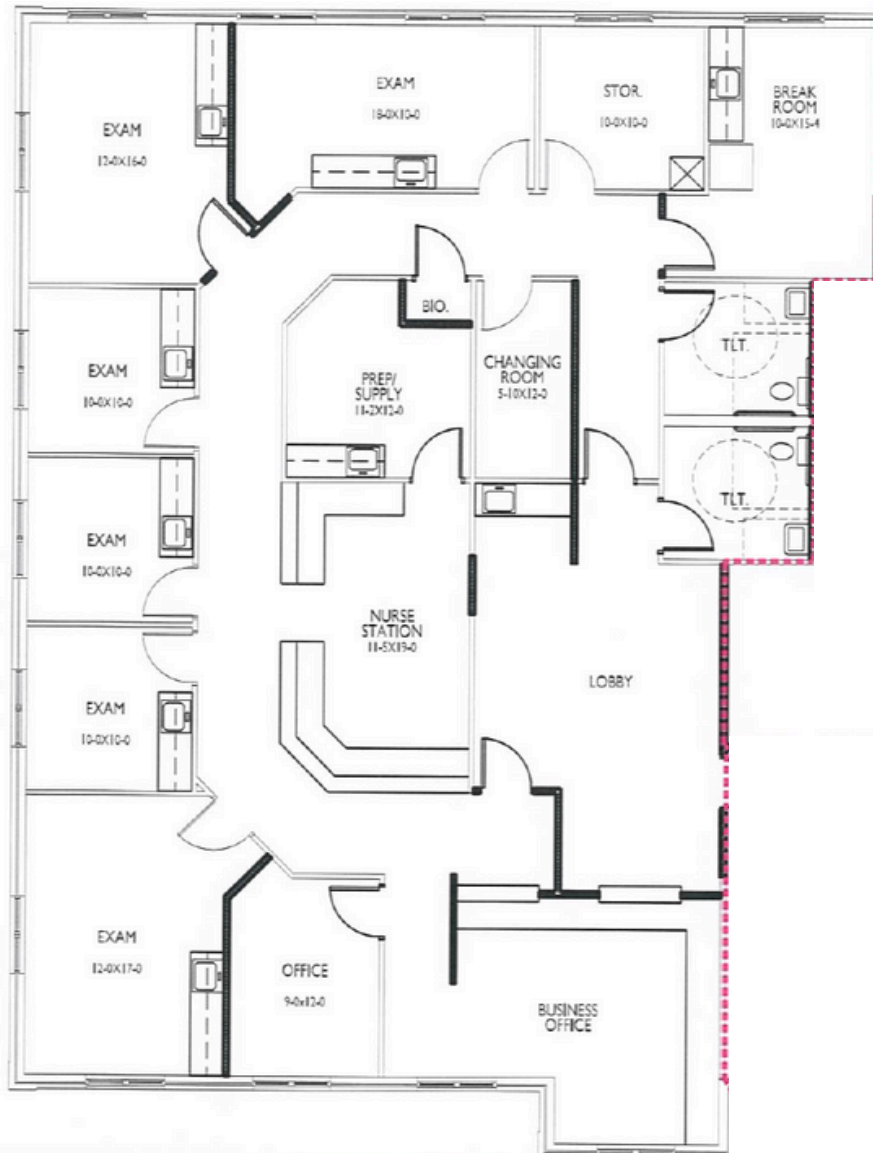 EXAM
12-0X16-0
EXAM
18-0X10-0
STOR.
10-0X10-0
BREAK
ROOM
10-0X15-4
BIO.
EXAM
10-0X10-0
PREP/
SUPPLY
11-2X12-0
CHANGING
ROOM
5-10X12-0
TLT.
EXAM
10-0X10-0
TLT.
NURSE
STATION
11-5X19-0
LOBBY
EXAM
10-0X10-0
EXAM
12-0X17-0
OFFICE
9-0x12-0
BUSINESS
OFFICE